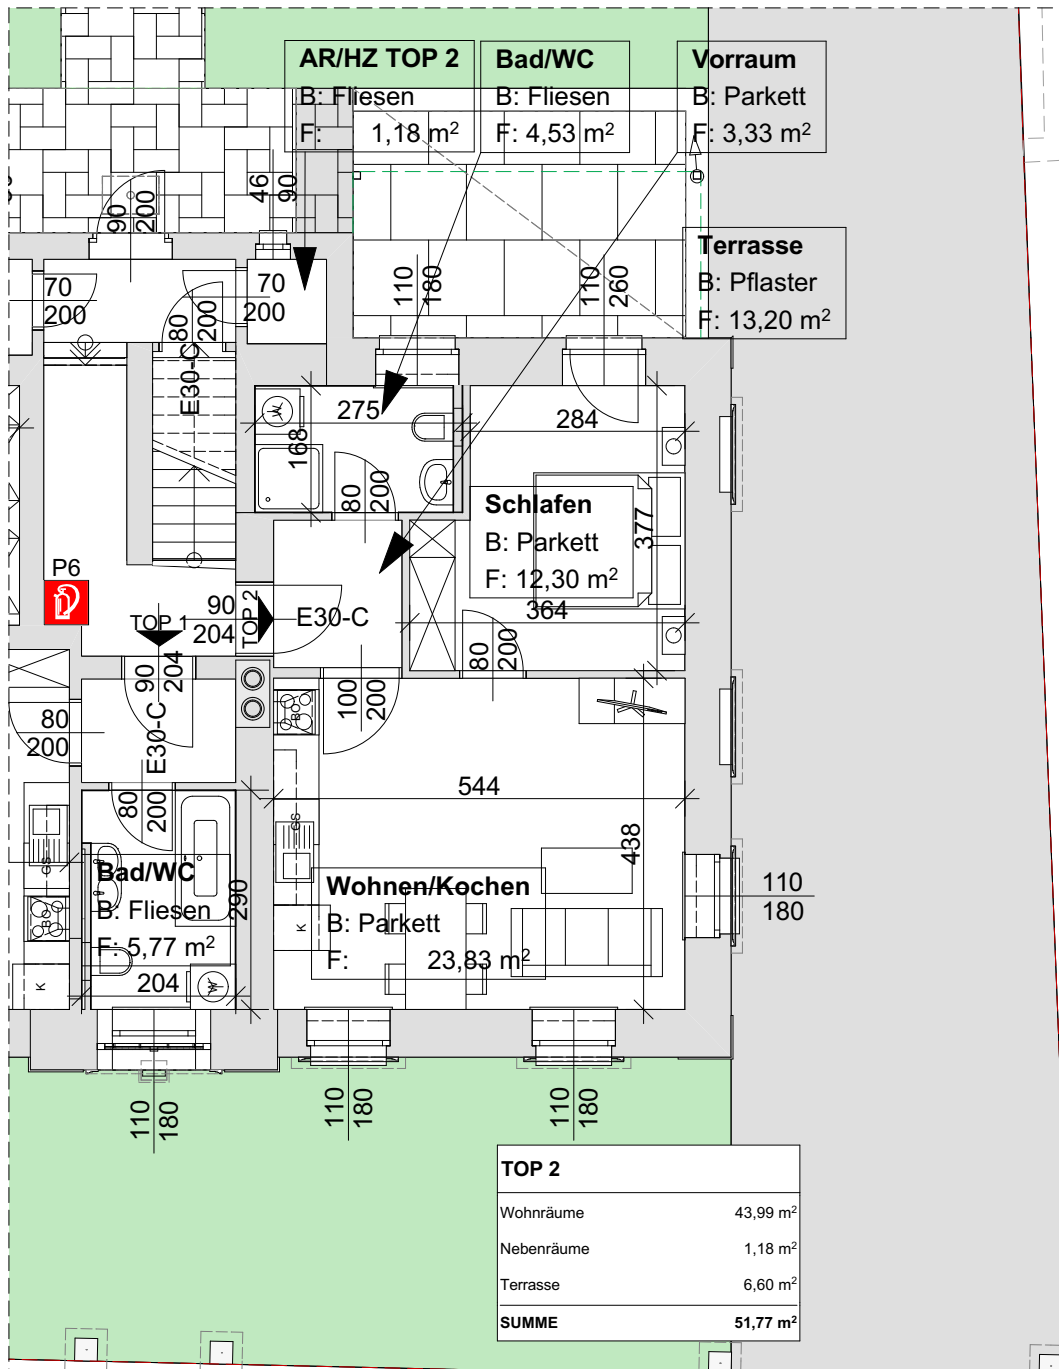 AR/HZ TOP 2
B: Fliesen
F: 1,18 m²
Bad/WC
B: Fliesen
F: 4,53 m²
Vorraum
B: Parkett
F: 3,33 m²
46
90
90
200
Terrasse
B: Pflaster
F: 13,20 m²
70
200
70
200
80
200
110
180
110
260
E30-C
W
275
168
284
80
200
Schlafen
B: Parkett
F: 12,30 m²
377
364
P6
TOP 1
90
204
TOP 2
E30-C
90
204
80
200
E30-C
100
200
80
200
BO
80
200
544
438
GS
GS
110
180
Bad/WC
B: Fliesen
F: 5,77 m²
290
204
W
BO
K
Wohnen/Kochen
B: Parkett
F: 23,83 m²
K
110
180
110
180
110
180
TOP 2
Wohnräume 43,99 m²
Nebenräume 1,18 m²
Terrasse 6,60 m²
SUMME 51,77 m²